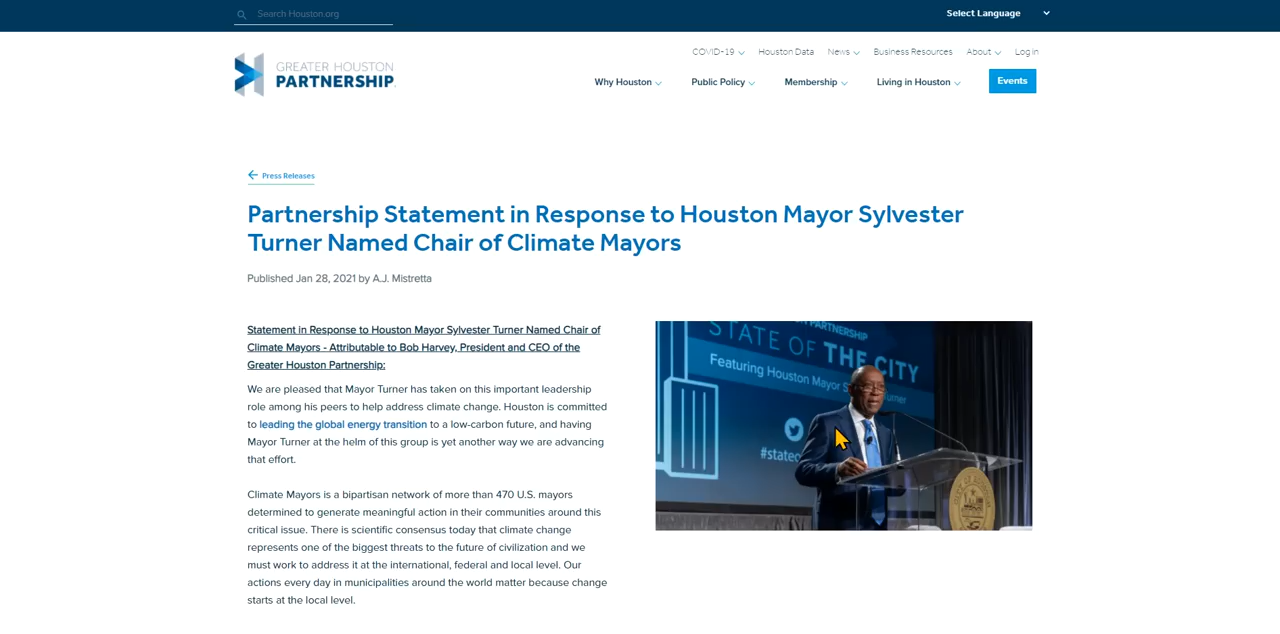 Search Houston.org
Select Language
COVID-19
Houston Data
News
Business Resources
About
Log in
GREATER HOUSTON
PARTNERSHIP.
Why Houston
Public Policy
Membership
Living in Houston
Events
Press Releases
Partnership Statement in Response to Houston Mayor Sylvester
Turner Named Chair of Climate Mayors
Published Jan 28, 2021 by A.J. Mistretta
Statement in Response to Houston Mayor Sylvester Turner Named Chair of
Climate Mayors - Attributable to Bob Harvey, President and CEO of the
Greater Houston Partnership:
We are pleased that Mayor Turner has taken on this important leadership
role among his peers to help address climate change. Houston is committed
to leading the global energy transition to a low-carbon future, and having
Mayor Turner at the helm of this group is yet another way we are advancing
that effort.
Climate Mayors is a bipartisan network of more than 470 U.S. mayors
determined to generate meaningful action in their communities around this
critical issue. There is scientific consensus today that climate change
represents one of the biggest threats to the future of civilization and we
must work to address it at the international, federal and local level. Our
actions every day in municipalities around the world matter because change
starts at the local level.
PARTNERSHIP
STATE OF THE CITY
Featuring Houston Mayor S Turner